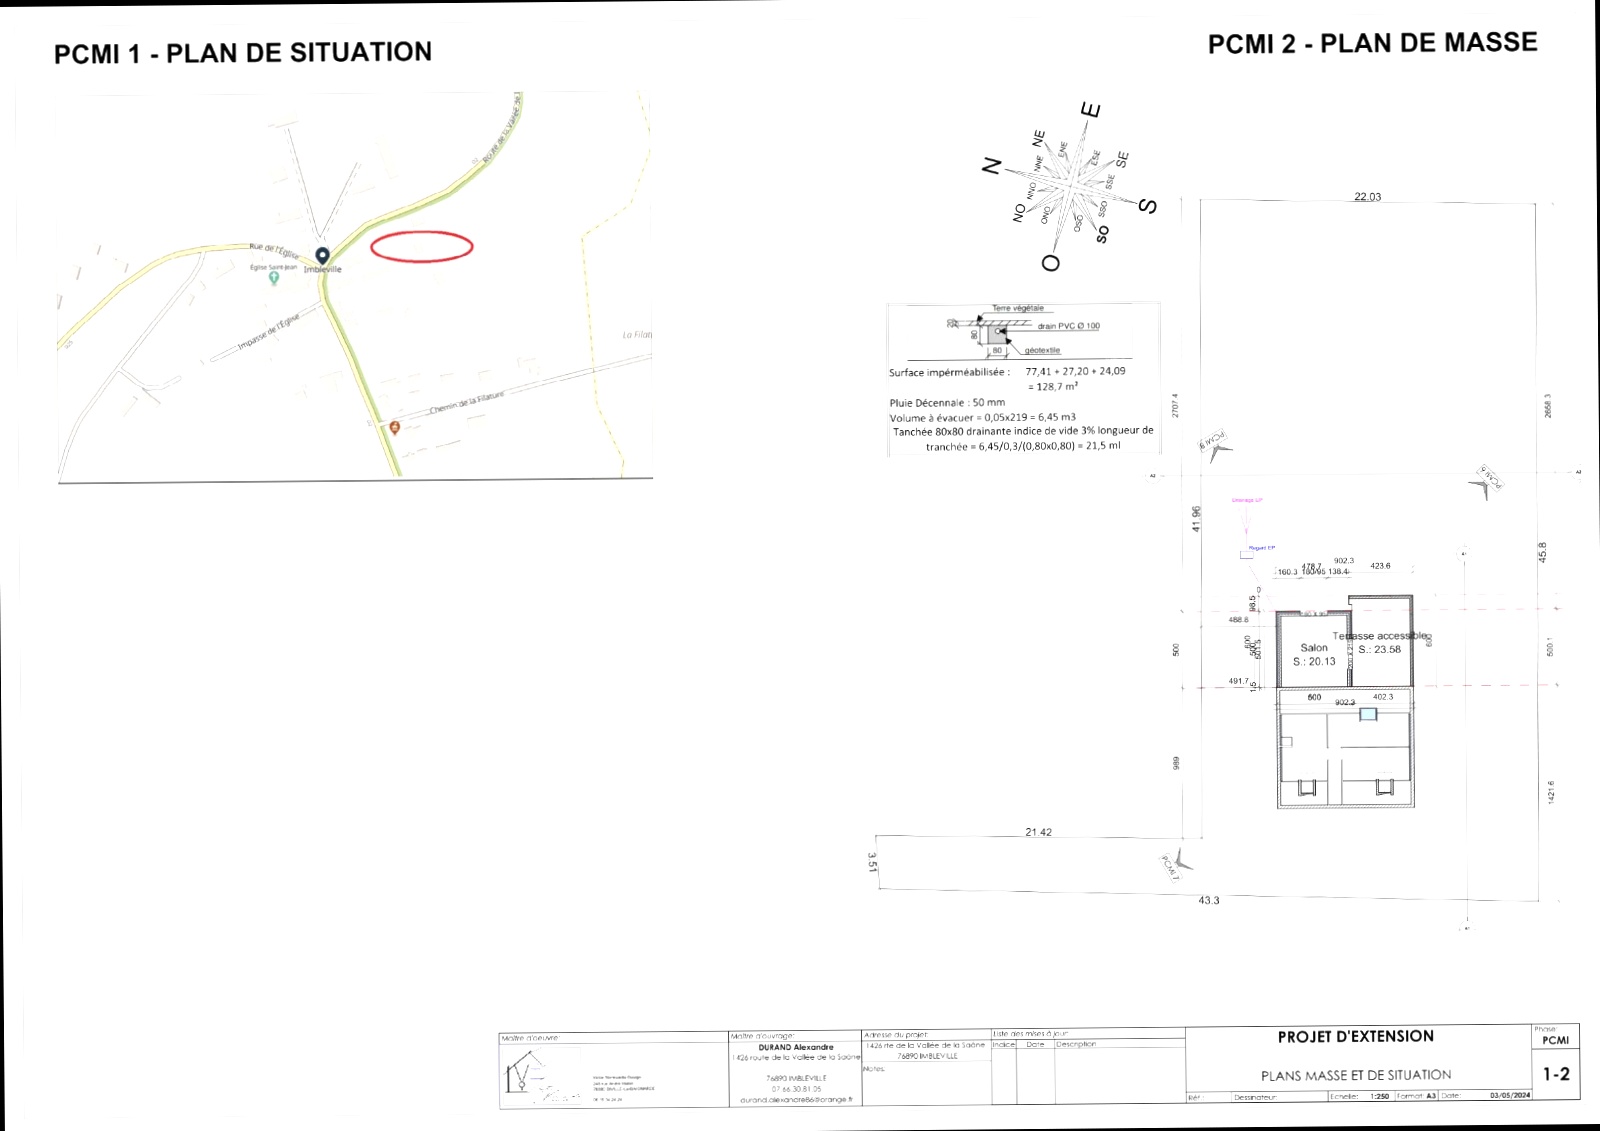 PCMI 1 - PLAN DE SITUATION
PCMI 2 - PLAN DE MASSE
Route de la Vallée de l
Rue de l'Église
Église Saint-Jean
Imbleville
Impasse de l'Église
La Filat
Chemin de la Filature
E
NE
ENE
ESE
SE
NNE
N
SSE
NNO
S
NO
ONO
SSO
OSO
SO
O
Terre végétale
20
drain PVC Ø 100
80
80
géotextile
Surface impérméabilisée : 77,41 + 27,20 + 24,09
= 128,7 m²
Pluie Décennale : 50 mm
Volume à évacuer = 0,05x219 = 6,45 m3
Tanchée 80x80 drainante indice de vide 3% longueur de
tranchée = 6,45/0,3/(0,80x0,80) = 21,5 ml
22.03
2707.4
2658.3
PCMI 8
PCMI 6
41.96
45.8
Drainage EP
Regard EP
902.3
478.7
423.6
160.3
138.4
98.5
488.8
500
600
501.5
491.7
1.5
Salon
S.: 20.13
Terrasse accessible
S.: 23.58
600
600.1
500
402.3
902.3
989
1421.6
21.42
3.51
PCMI 7
43.3
Maître d'oeuvre:
Maître d'ouvrage:
DURAND Alexandre
1426 route de la Vallée de la Saône
76890 IMBLEVILLE
07.66.30.81.05
durand.alexandre86@orange.fr
Adresse du projet:
1426 rte de la Vallée de la Saône
76890 IMBLEVILLE
Notes:
Liste des mises à jour:
Indice Date Description
PROJET D'EXTENSION
PLANS MASSE ET DE SITUATION
Phase:
PCMI
1-2
Réf : Dessinateur: Echelle: 1:250 Format: A3 Date: 03/05/2024